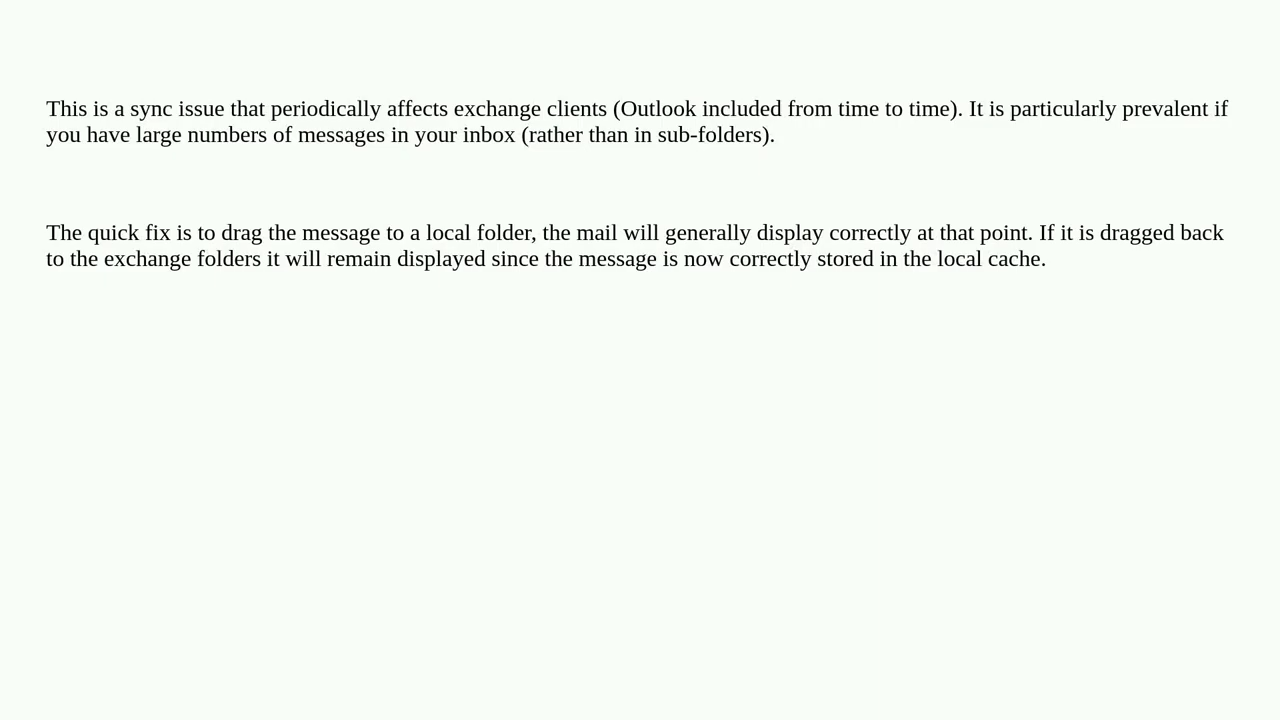 This is a sync issue that periodically affects exchange clients (Outlook included from time to time). It is particularly prevalent if
you have large numbers of messages in your inbox (rather than in sub-folders).
The quick fix is to drag the message to a local folder, the mail will generally display correctly at that point. If it is dragged back
to the exchange folders it will remain displayed since the message is now correctly stored in the local cache.